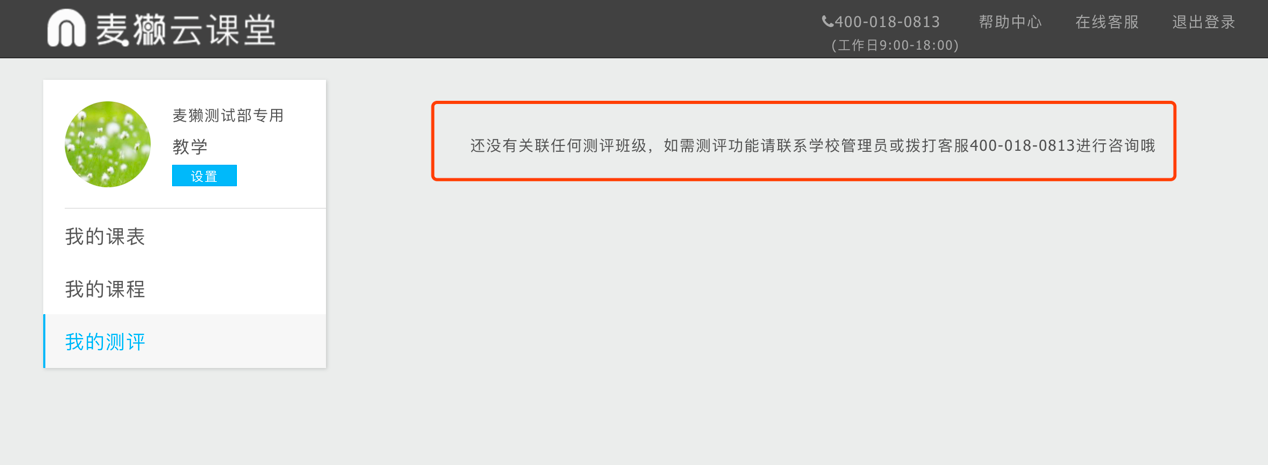 麦獭云课堂
400-018-0813 帮助中心 在线客服 退出登录
(工作日9:00-18:00)
麦獭测试部专用
教学
设置
我的课表
我的课程
我的测评
还没有关联任何测评班级，如需测评功能请联系学校管理员或拨打客服400-018-0813进行咨询哦